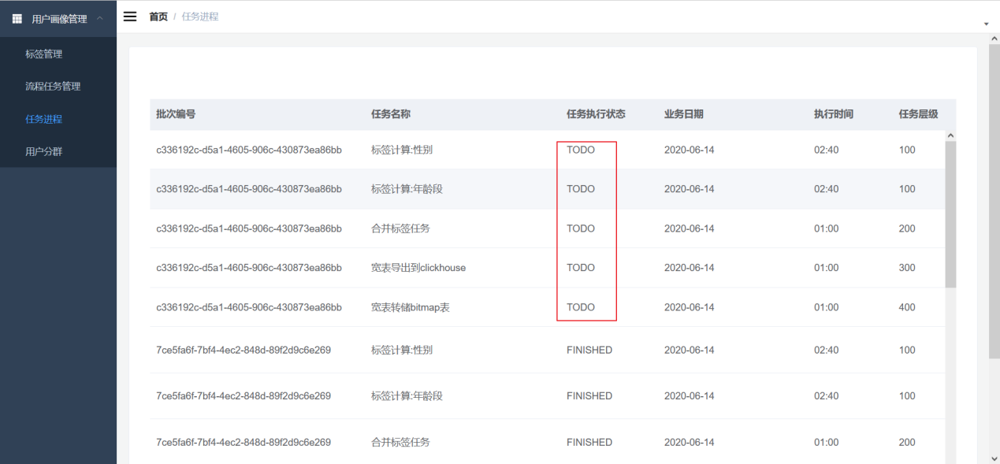 用户画像管理
首页 / 任务进程
标签管理
流程任务管理
任务进程
用户分群
批次编号 任务名称 任务执行状态 业务日期 执行时间 任务层级
c336192c-d5a1-4605-906c-430873ea86bb 标签计算:性别 TODO 2020-06-14 02:40 100
c336192c-d5a1-4605-906c-430873ea86bb 标签计算:年龄段 TODO 2020-06-14 02:40 100
c336192c-d5a1-4605-906c-430873ea86bb 合并标签任务 TODO 2020-06-14 01:00 200
c336192c-d5a1-4605-906c-430873ea86bb 宽表导出到clickhouse TODO 2020-06-14 01:00 300
c336192c-d5a1-4605-906c-430873ea86bb 宽表转储bitmap表 TODO 2020-06-14 01:00 400
7ce5fa6f-7bf4-4ec2-848d-89f2d9c6e269 标签计算:性别 FINISHED 2020-06-14 02:40 100
7ce5fa6f-7bf4-4ec2-848d-89f2d9c6e269 标签计算:年龄段 FINISHED 2020-06-14 02:40 100
7ce5fa6f-7bf4-4ec2-848d-89f2d9c6e269 合并标签任务 FINISHED 2020-06-14 01:00 200